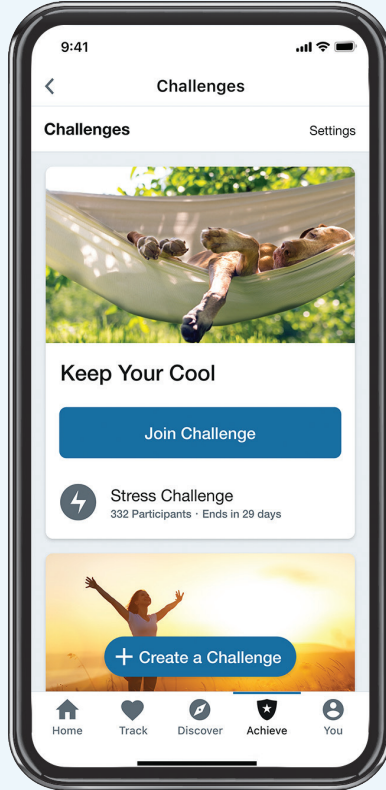 9:41
Challenges
Challenges
Settings
Keep Your Cool
Join Challenge
Stress Challenge
332 Participants · Ends in 29 days
+ Create a Challenge
Home Track Discover Achieve You